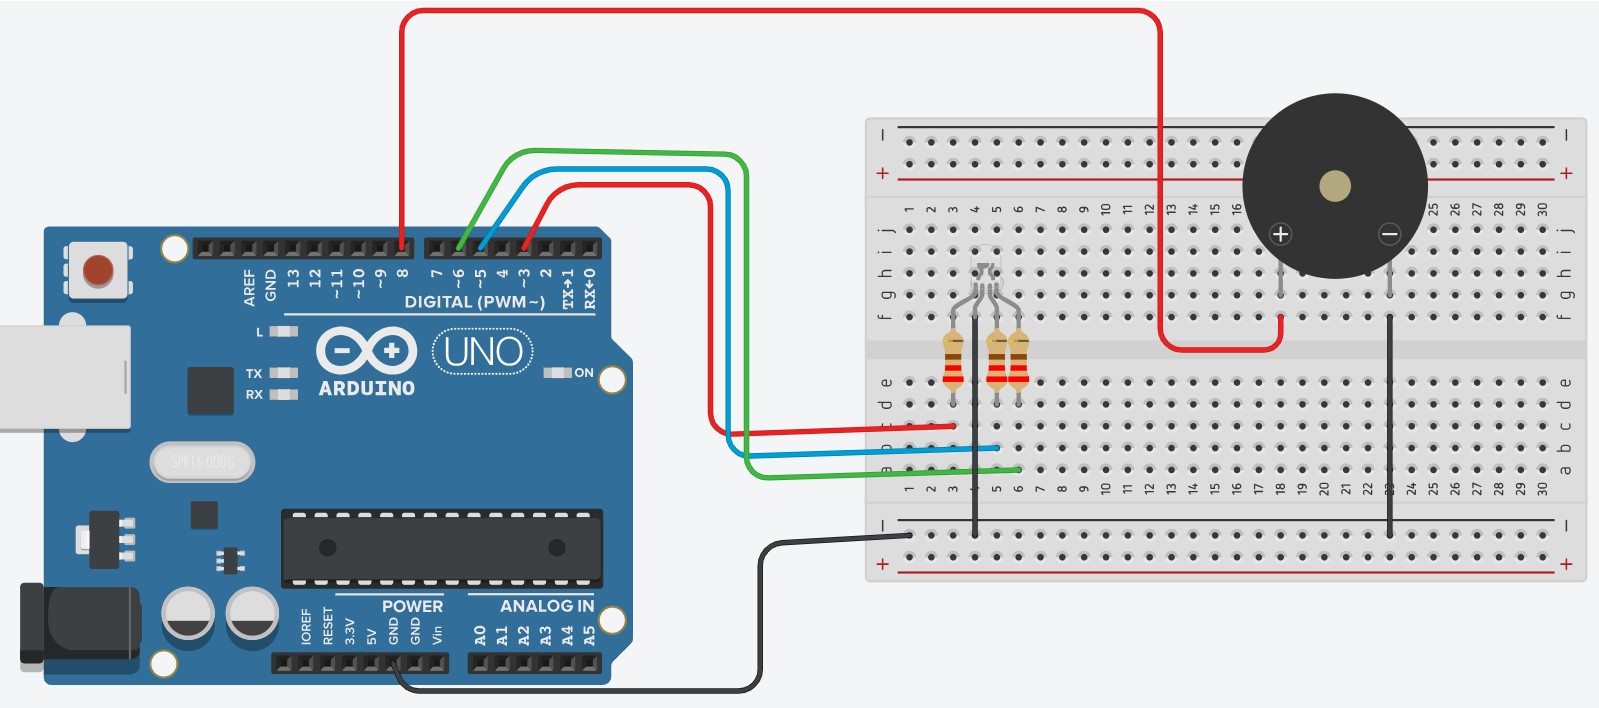 AREF GND 13 12 ~11 ~10 ~9 8 7 ~6 ~5 4 ~3 2 TX→1 RX←0
DIGITAL (PWM~)
L
TX
RX
ARDUINO
UNO
ON
SPK16.000G
POWER
ANALOG IN
IOREF RESET 3.3V 5V GND GND Vin A0 A1 A2 A3 A4 A5
− −
+ +
1 2 3 4 5 6 7 8 9 10 11 12 13 14 15 16 25 26 27 28 29 30
+ −
j j
i i
h h
g g
f f
e e
d d
c c
b b
a a
1 2 3 4 5 6 7 8 9 10 11 12 13 14 15 16 17 18 19 20 21 22 23 24 25 26 27 28 29 30
− −
+ +